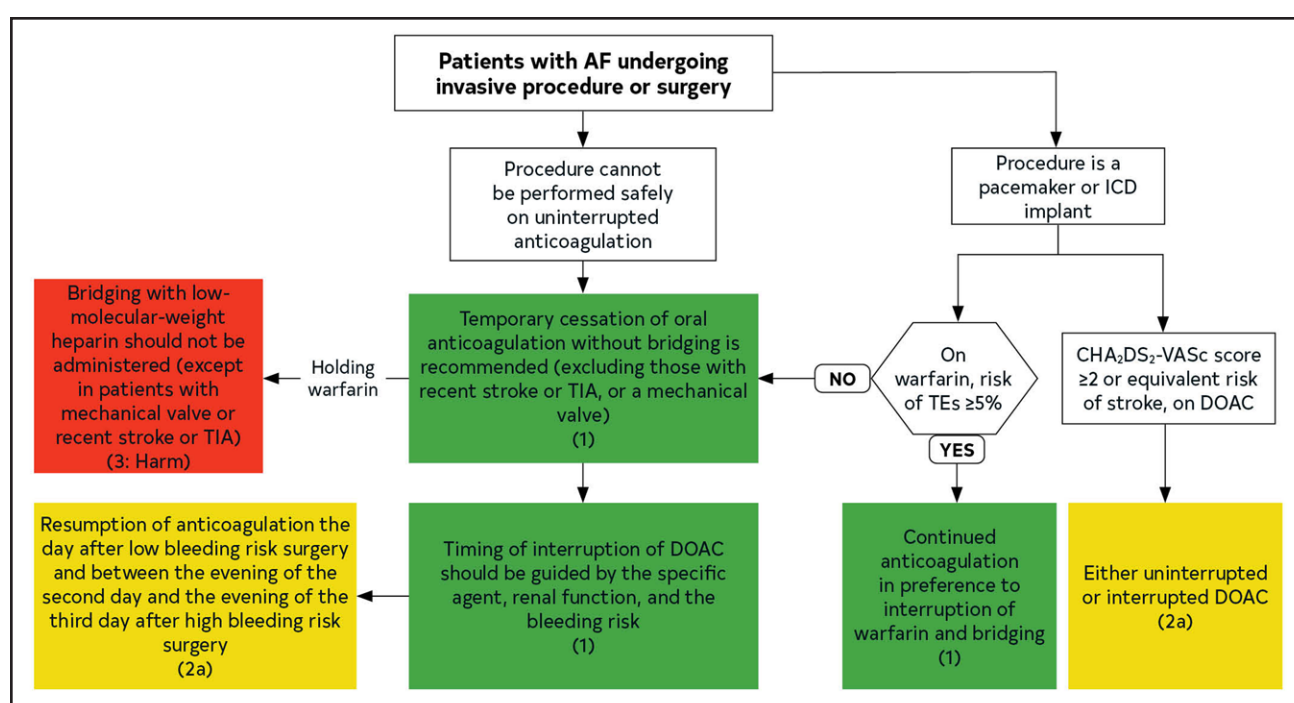 Patients with AF undergoing
invasive procedure or surgery
Procedure cannot
be performed safely
on uninterrupted
anticoagulation
Procedure is a
pacemaker or ICD
implant
Bridging with low-
molecular-weight
heparin should not be
administered (except
in patients with
mechanical valve or
recent stroke or TIA)
(3: Harm)
Holding
warfarin
Temporary cessation of oral
anticoagulation without bridging is
recommended (excluding those with
recent stroke or TIA, or a mechanical
valve)
(1)
NO
On
warfarin, risk
of TEs ≥5%
YES
CHA₂DS₂-VASc score
≥2 or equivalent risk
of stroke, on DOAC
Resumption of anticoagulation the
day after low bleeding risk surgery
and between the evening of the
second day and the evening of the
third day after high bleeding risk
surgery
(2a)
Timing of interruption of DOAC
should be guided by the specific
agent, renal function, and the
bleeding risk
(1)
Continued
anticoagulation
in preference to
interruption of
warfarin and bridging
(1)
Either uninterrupted
or interrupted DOAC
(2a)